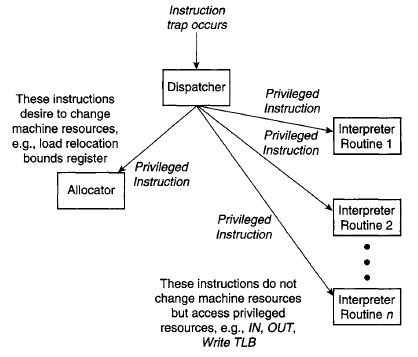 Instruction
trap occurs
Dispatcher
These instructions
desire to change
machine resources,
e.g., load relocation
bounds register
Privileged
Instruction
Privileged
Instruction
Interpreter
Routine 1
Privileged
Instruction
Allocator
Privileged
Instruction
Interpreter
Routine 2
These instructions do not
change machine resources
but access privileged
resources, e.g., IN, OUT,
Write TLB
Interpreter
Routine n